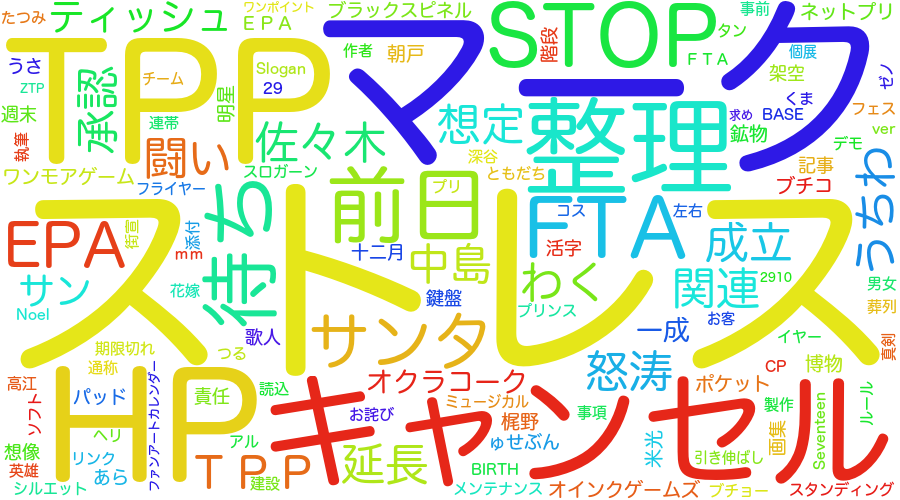 たつみ
ティッシュ
ワンポイント
ＥＰＡ
ブラックスピネル
STOP
タン
事前
ネットプリ
TPP
マーク
うさ
ZTP
承認
チーム
Slogan
29
明星
作者
朝戸
階段
ＦＴＡ
個展
架空
ゼノ
週末
執筆
連帯
闘い
佐々木
スロガーン
想定
深谷
ともだち
整理
求め
BASE
くま
鉱物
フェス
ver
デモ
記事
ブチコ
ワンモアゲーム
フライヤー
前日
プリ
ストレス
待ち
EPA
街宣
添付
mm
十二月
中島
コス
活字
FTA
左右
成立
うちわ
サン
Noel
花嫁
歌人
鍵盤
わく
プリンス
関連
2910
男女
葬列
お客
一成
サンタ
期限切れ
通称
つる
イヤー
真剣
HP
高江
パッド
ファンアートカレンダー
責任
読込
キャンセル
オクラコーク
怒涛
CP
博物
ポケット
ソフト
ミュージカル
製作
ルール
ヘリ
アル
お詫び
梶野
事項
画集
Seventeen
想像
英雄
リンク
あら
ＴＰＰ
延長
ゅせぶん
米光
引き伸ばし
シルエット
建設
BIRTH
メンテナンス
オインクゲームズ
ブチョー
スタンディング